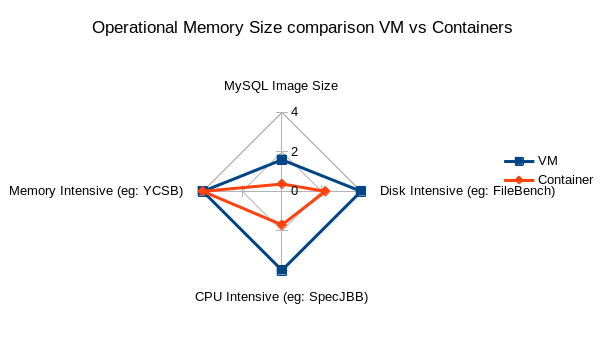 Operational Memory Size comparison VM vs Containers
MySQL Image Size
4
2
0
Memory Intensive (eg: YCSB)
Disk Intensive (eg: FileBench)
CPU Intensive (eg: SpecJBB)
VM
Container